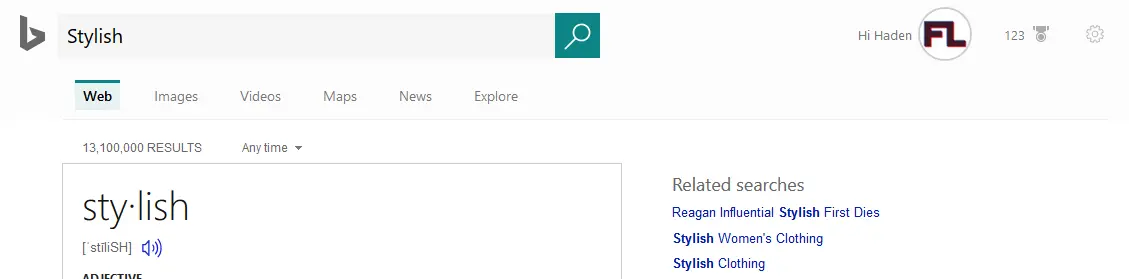 Stylish
Hi Haden FL 123
Web Images Videos Maps News Explore
13,100,000 RESULTS Any time
sty·lish
[ˈstīliSH]
ADJECTIVE
Related searches
Reagan Influential Stylish First Dies
Stylish Women's Clothing
Stylish Clothing